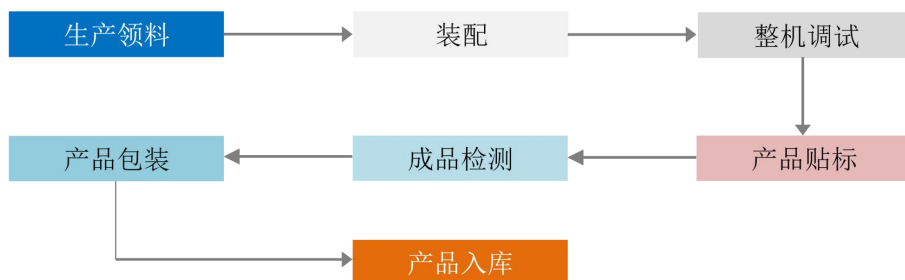 生产领料
装配
整机调试
产品贴标
成品检测
产品包装
产品入库